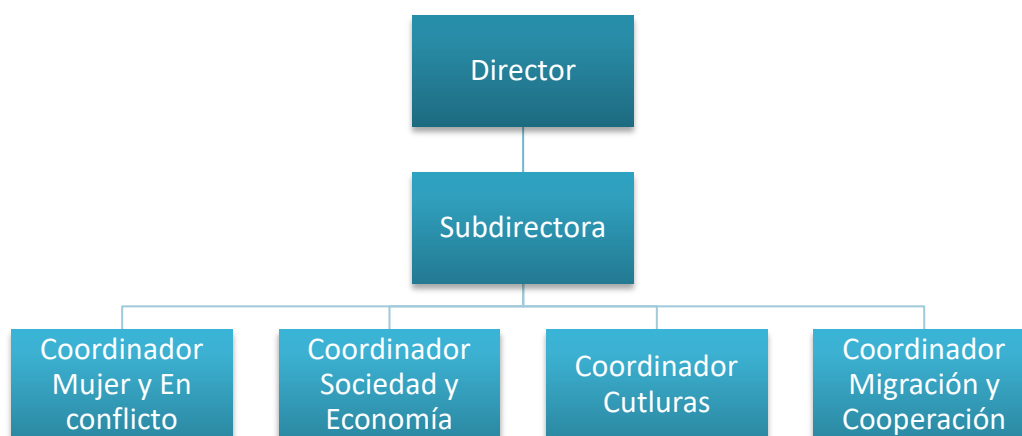 Director
Subdirectora
Coordinador
Mujer y En
conflicto
Coordinador
Sociedad y
Economía
Coordinador
Cutluras
Coordinador
Migración y
Cooperación